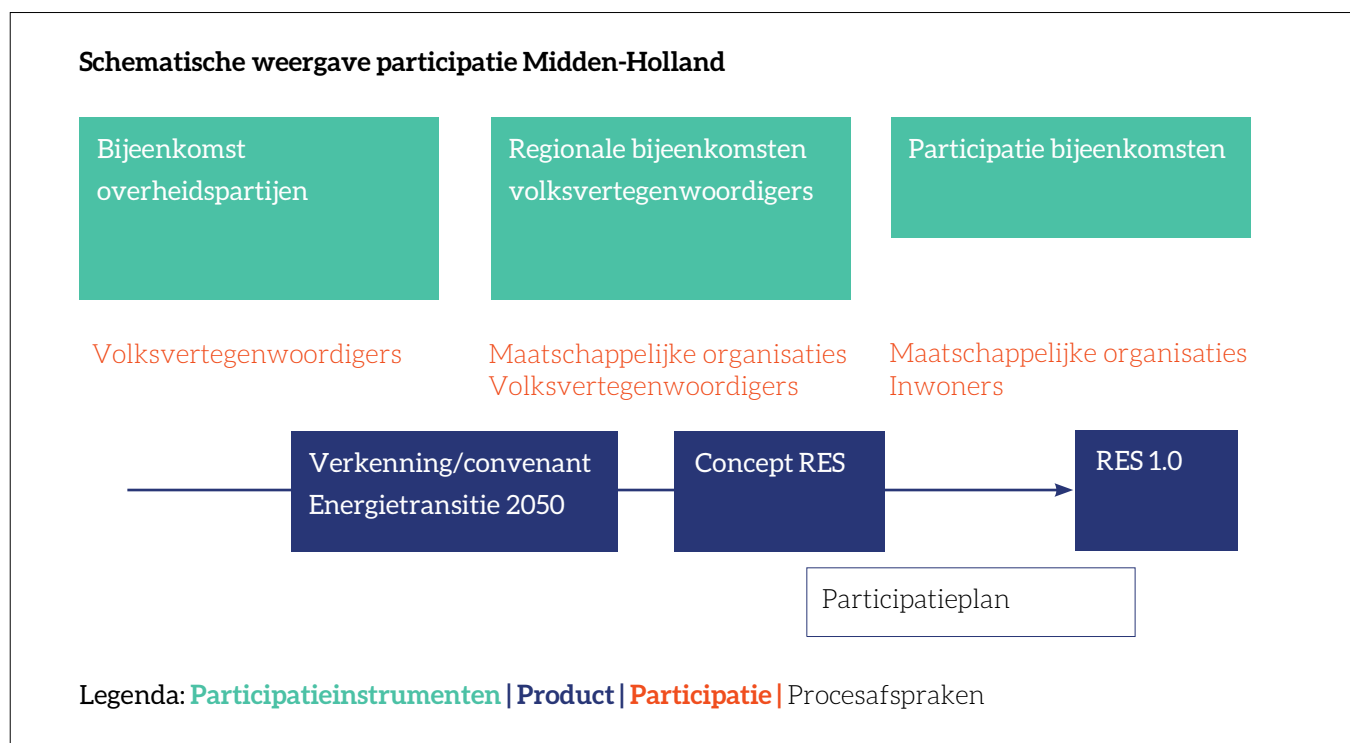 Schematische weergave participatie Midden-Holland
Bijeenkomst
overheidspartijen
Regionale bijeenkomsten
volksvertegenwoordigers
Participatie bijeenkomsten
Volksvertegenwoordigers
Maatschappelijke organisaties
Volksvertegenwoordigers
Maatschappelijke organisaties
Inwoners
Verkenning/convenant
Energietransitie 2050
Concept RES
RES 1.0
Participatieplan
Legenda: Participatieinstrumenten | Product | Participatie | Procesafspraken